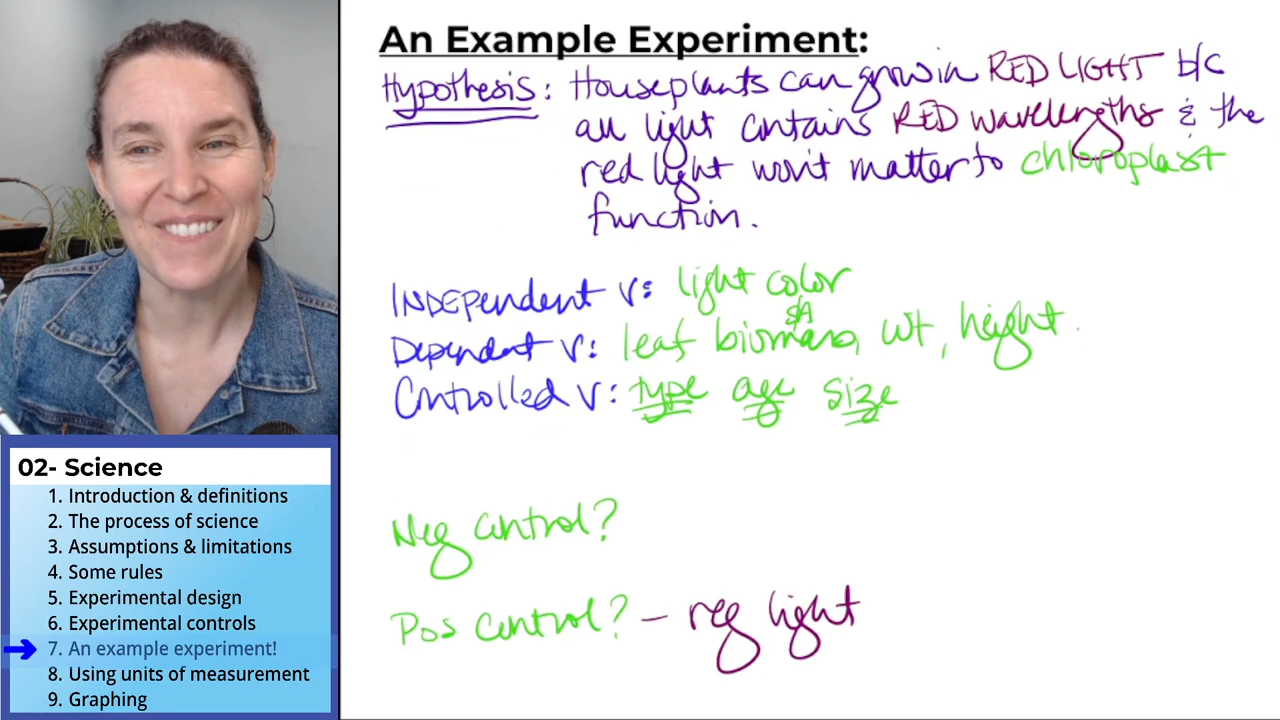 An Example Experiment:
Hypothesis: Houseplants can grow in RED LIGHT b/c
all light contains RED wavelengths & the
red light won't matter to chloroplast
function.
INDEPendent v: light color
SA
Dependent v: leaf biomass, wt, height.
Controlled v: type age size
Neg control?
Pos control? – reg light
02- Science
1. Introduction & definitions
2. The process of science
3. Assumptions & limitations
4. Some rules
5. Experimental design
6. Experimental controls
7. An example experiment!
8. Using units of measurement
9. Graphing